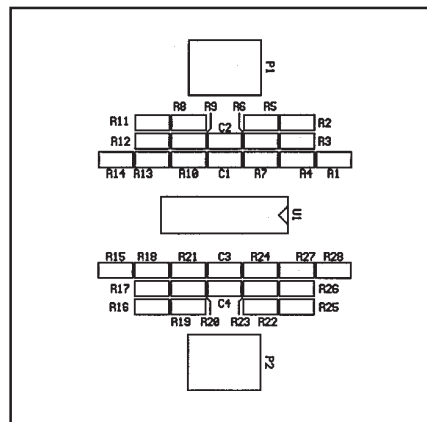 P1
R8 R9 R6 R5
R11 C2 R2
R12 R3
R14 R13 R10 C1 R7 R4 R1
U1
R15 R18 R21 C3 R24 R27 R28
R17 R26
R16 C4 R25
R19 R20 R23 R22
P2